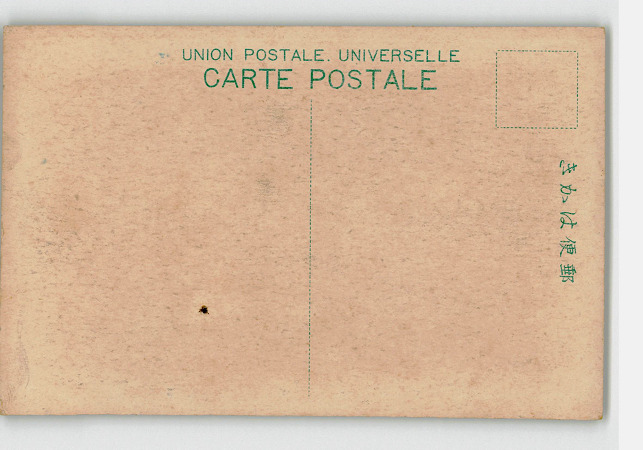 UNION POSTALE. UNIVERSELLE
CARTE POSTALE
きかは便郵